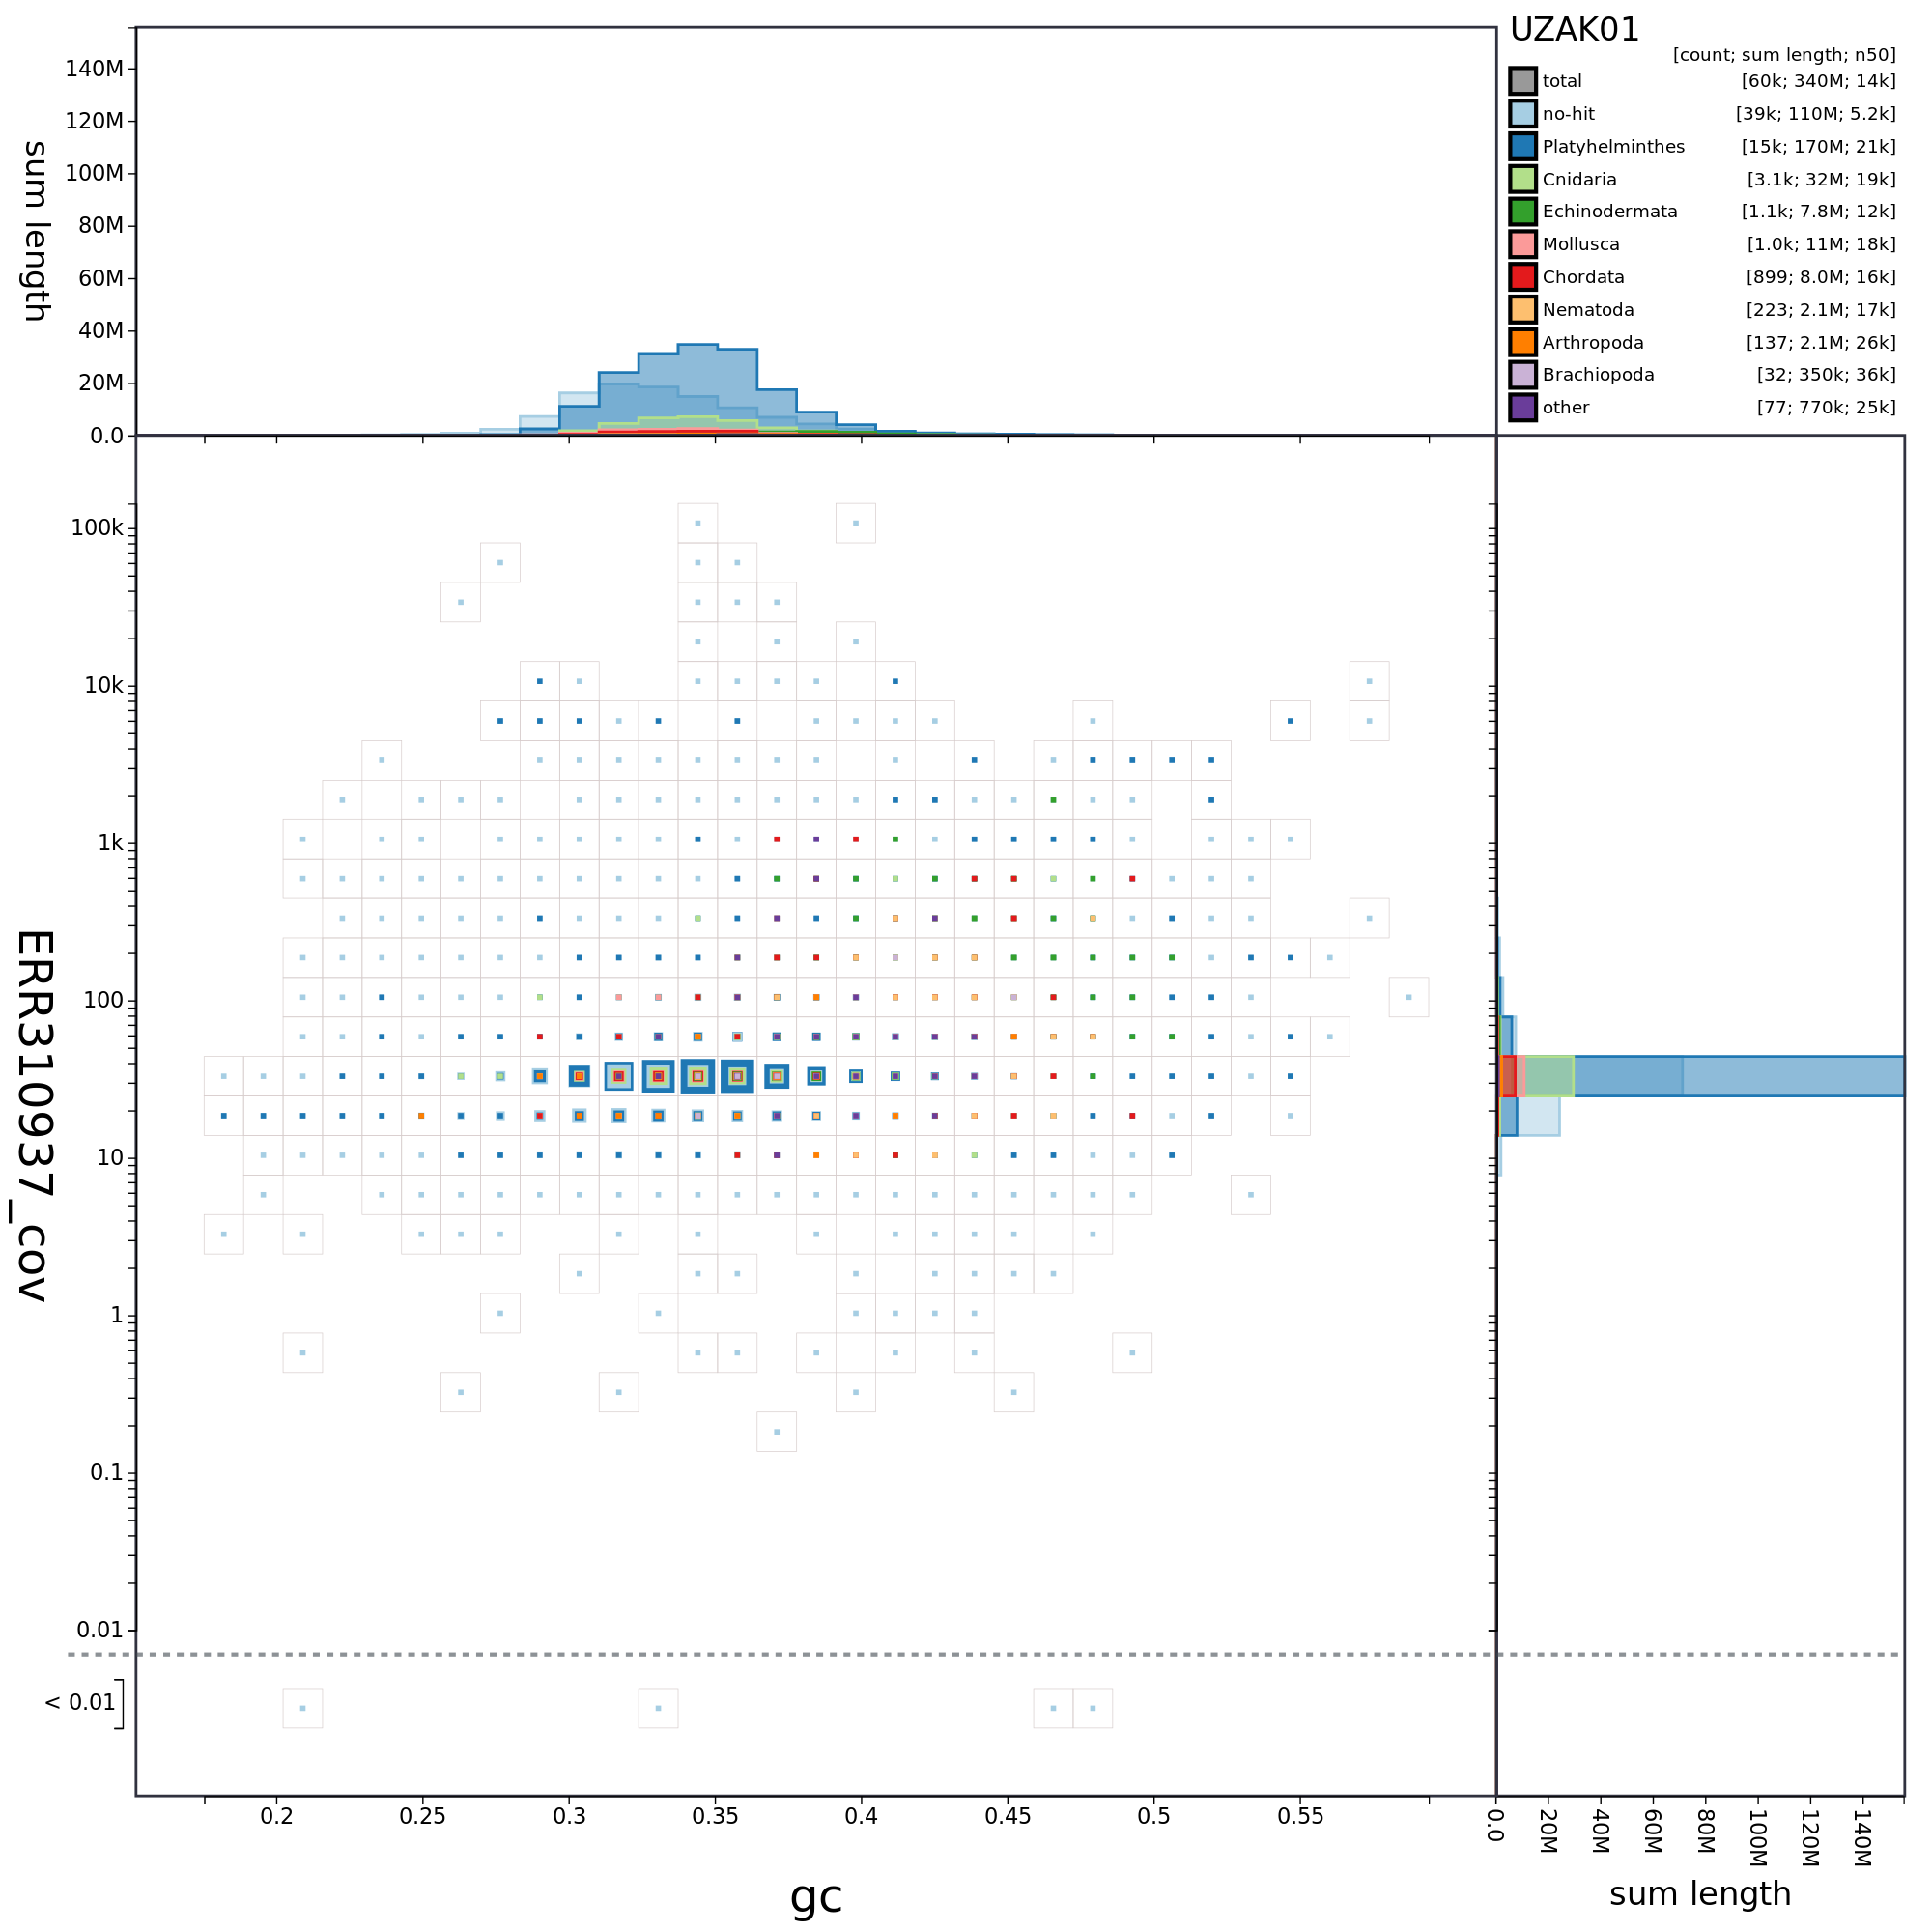 UZAK01
[count; sum length; n50]
total [60k; 340M; 14k]
no-hit [39k; 110M; 5.2k]
Platyhelminthes [15k; 170M; 21k]
Cnidaria [3.1k; 32M; 19k]
Echinodermata [1.1k; 7.8M; 12k]
Mollusca [1.0k; 11M; 18k]
Chordata [899; 8.0M; 16k]
Nematoda [223; 2.1M; 17k]
Arthropoda [137; 2.1M; 26k]
Brachiopoda [32; 350k; 36k]
other [77; 770k; 25k]
sum length
140M
120M
100M
80M
60M
40M
20M
0.0
ERR310937_cov
100k
10k
1k
100
10
1
0.1
0.01
< 0.01
0.2 0.25 0.3 0.35 0.4 0.45 0.5 0.55
gc
0.0 20M 40M 60M 80M 100M 120M 140M
sum length